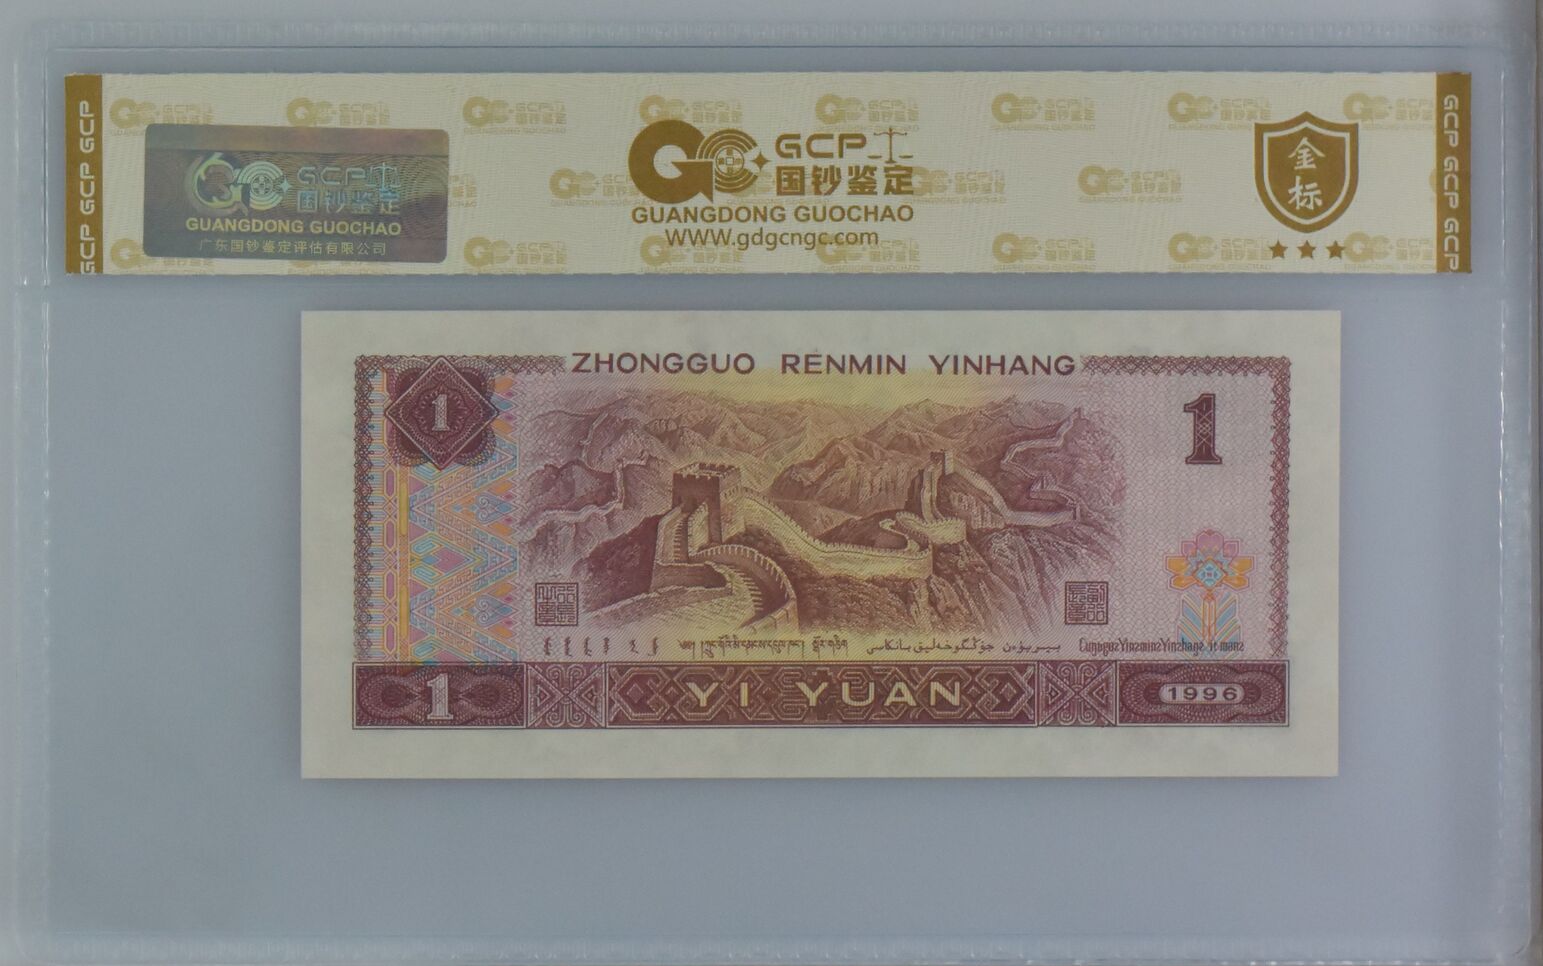 GCP GCP GCP
GCP
国钞鉴定
GUANGDONG GUOCHAO
广东国钞鉴定评估有限公司
GCP
国钞鉴定
GUANGDONG GUOCHAO
WWW.gdgcngc.com
金
标
GCP GCP GCP
ZHONGGUO RENMIN YINHANG
1
1
1
YI YUAN
1996